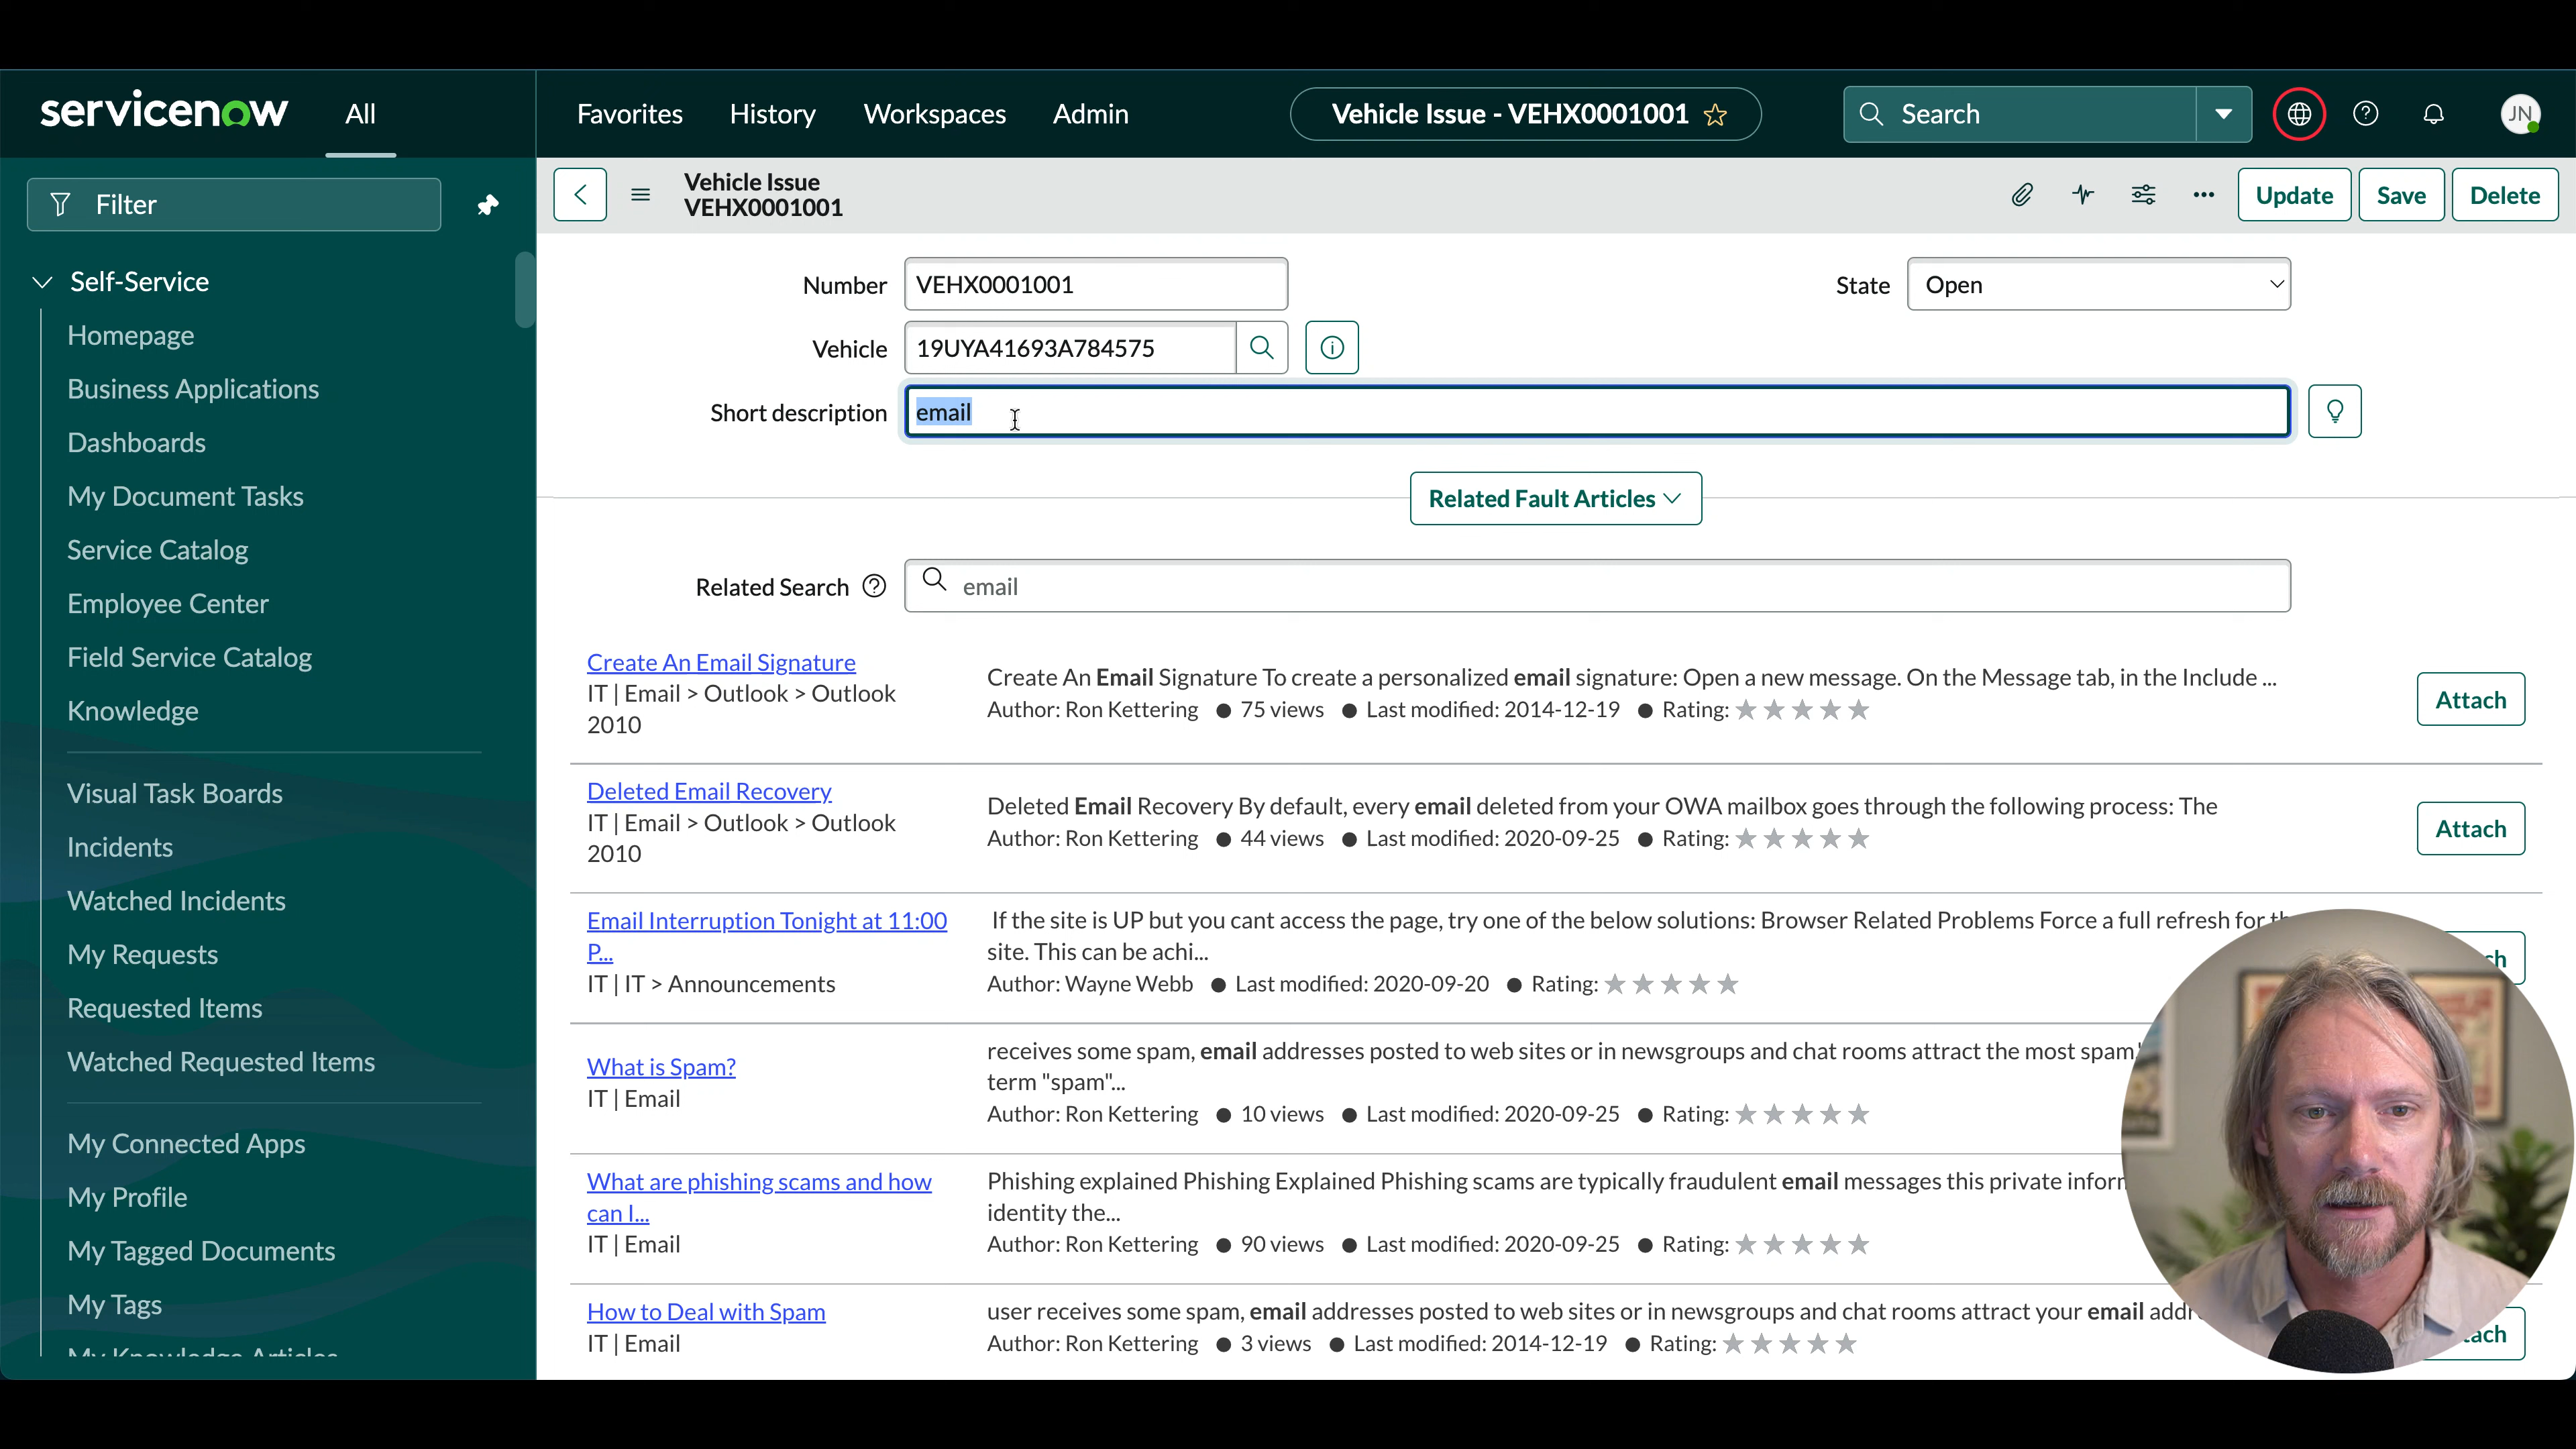 servicenow
All
Favorites
History
Workspaces
Admin
Vehicle Issue - VEHX0001001
Search
JN
Filter
Vehicle Issue
VEHX0001001
Update
Save
Delete
Self-Service
Homepage
Business Applications
Dashboards
My Document Tasks
Service Catalog
Employee Center
Field Service Catalog
Knowledge
Visual Task Boards
Incidents
Watched Incidents
My Requests
Requested Items
Watched Requested Items
My Connected Apps
My Profile
My Tagged Documents
My Tags
My Knowledge Articles
Number
VEHX0001001
State
Open
Vehicle
19UYA41693A784575
Short description
email
Related Fault Articles
Related Search
email
Create An Email Signature
IT | Email > Outlook > Outlook
2010
Create An Email Signature To create a personalized email signature: Open a new message. On the Message tab, in the Include ...
Author: Ron Kettering ● 75 views ● Last modified: 2014-12-19 ● Rating: ★★★★★
Attach
Deleted Email Recovery
IT | Email > Outlook > Outlook
2010
Deleted Email Recovery By default, every email deleted from your OWA mailbox goes through the following process: The
Author: Ron Kettering ● 44 views ● Last modified: 2020-09-25 ● Rating: ★★★★★
Attach
Email Interruption Tonight at 11:00
P...
IT | IT > Announcements
If the site is UP but you cant access the page, try one of the below solutions: Browser Related Problems Force a full refresh for
site. This can be achi...
Author: Wayne Webb ● Last modified: 2020-09-20 ● Rating: ★★★★★
What is Spam?
IT | Email
receives some spam, email addresses posted to web sites or in newsgroups and chat rooms attract the most spam.
term "spam"...
Author: Ron Kettering ● 10 views ● Last modified: 2020-09-25 ● Rating: ★★★★★
What are phishing scams and how
can I...
IT | Email
Phishing explained Phishing Explained Phishing scams are typically fraudulent email messages this private
identity the...
Author: Ron Kettering ● 90 views ● Last modified: 2020-09-25 ● Rating: ★★★★★
How to Deal with Spam
IT | Email
user receives some spam, email addresses posted to web sites or in newsgroups and chat rooms attract your email
Author: Ron Kettering ● 3 views ● Last modified: 2014-12-19 ● Rating: ★★★★★